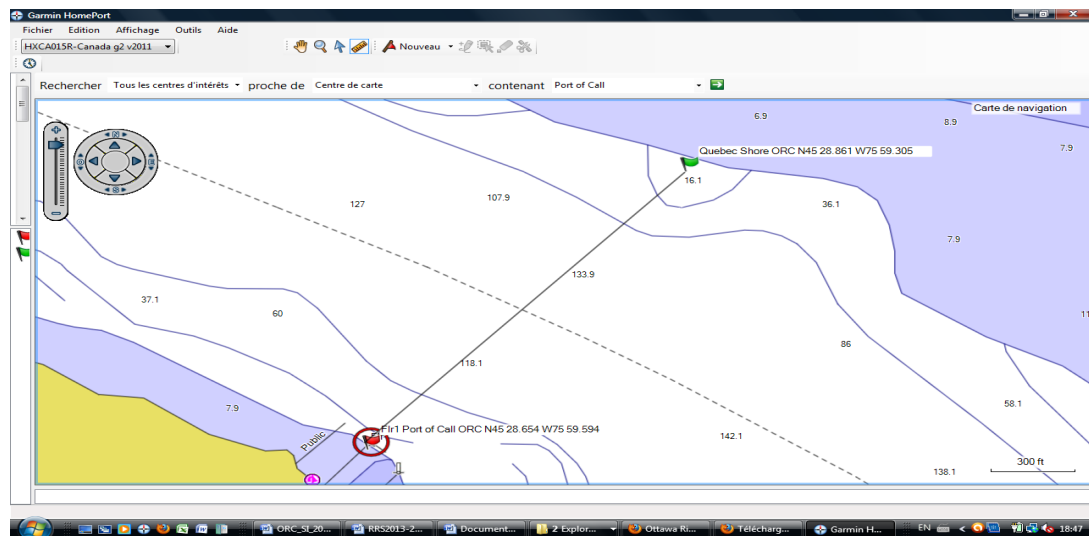 Garmin HomePort
Fichier Edition Affichage Outils Aide
HXCA015R-Canada g2 v2011
Nouveau
Rechercher Tous les centres d'intérêts proche de Centre de carte contenant Port of Call
Carte de navigation
6.9
8.9
7.9
Quebec Shore ORC N45 28.861 W75 59.305
16.1
107.9
127
36.1
7.9
133.9
37.1
60
11
86
118.1
58.1
7.9
Flr1 Port of Call ORC N45 28.654 W75 59.594
Public
142.1
300 ft
138.1
ORC_SI_20... RRS2013-2... Document... 2 Explor... Ottawa Ri... Télécharg... Garmin H... EN 18:47